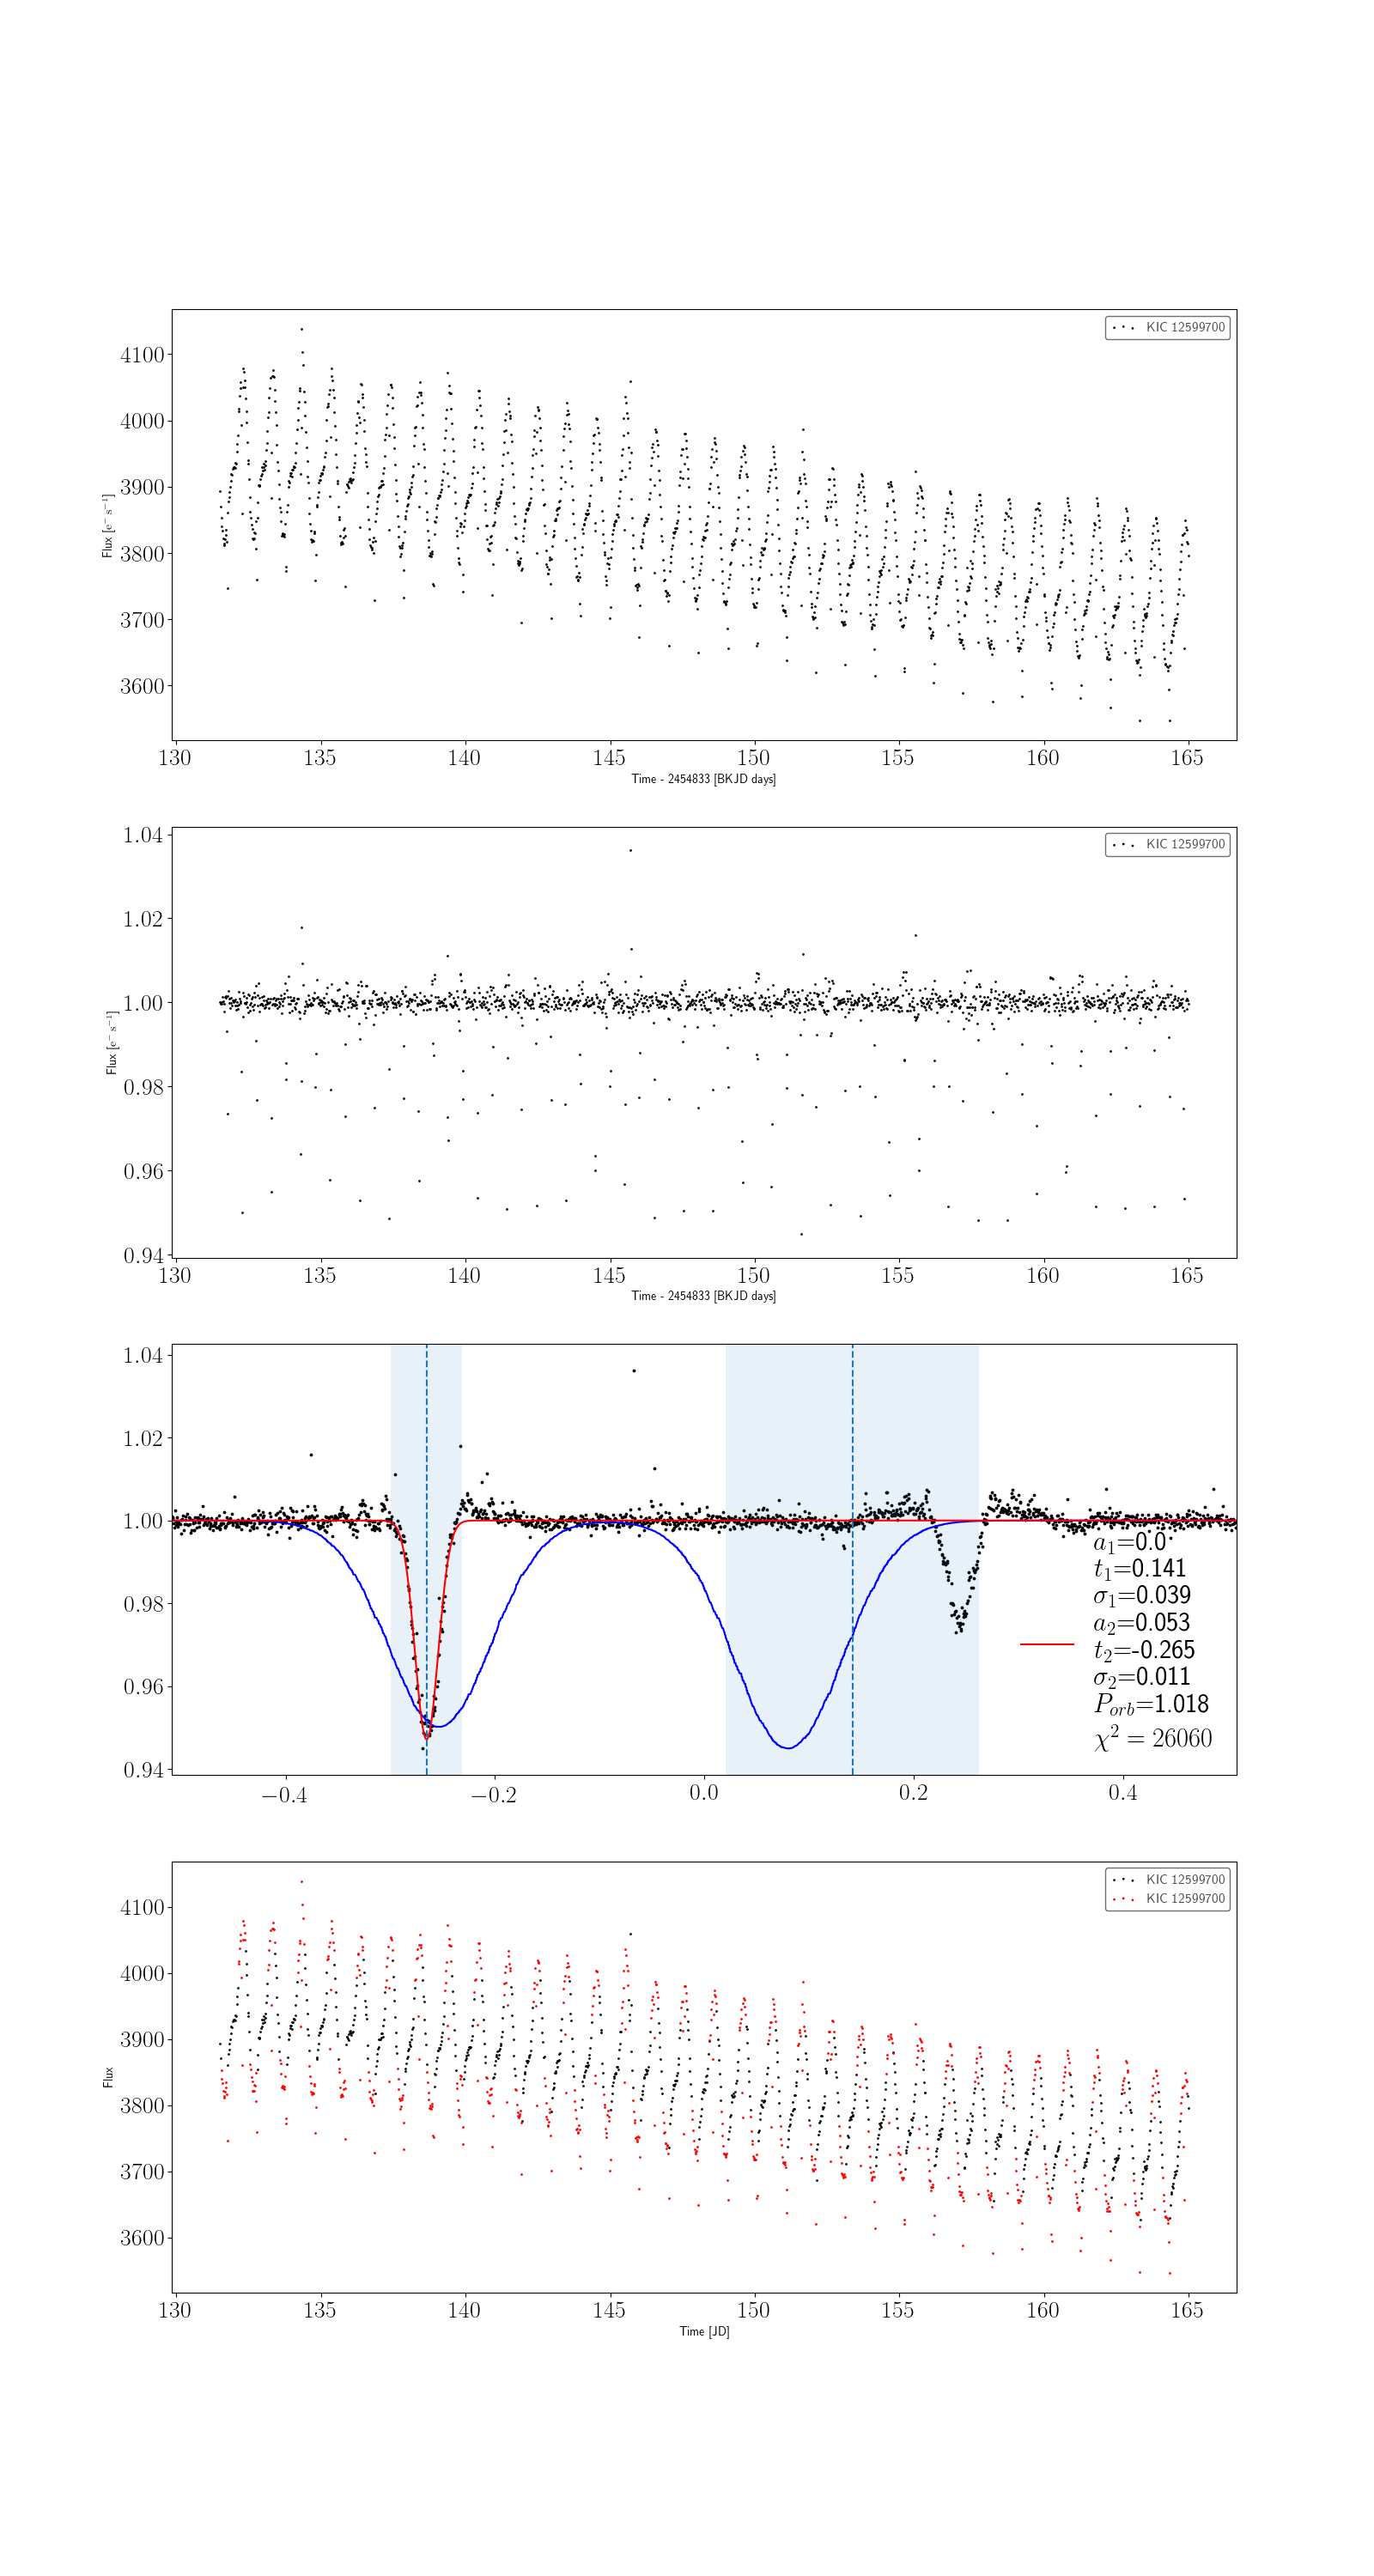 KIC 12599700
4100
4000
3900
3800
3700
3600
Flux [e⁻ s⁻¹]
130 135 140 145 150 155 160 165
Time - 2454833 [BKJD days]
KIC 12599700
1.04
1.02
1.00
0.98
0.96
0.94
Flux [e⁻ s⁻¹]
130 135 140 145 150 155 160 165
Time - 2454833 [BKJD days]
1.04
1.02
1.00
0.98
0.96
0.94
a₁=0.0
t₁=0.141
σ₁=0.039
a₂=0.053
t₂=-0.265
σ₂=0.011
P_orb=1.018
χ² = 26060
−0.4 −0.2 0.0 0.2 0.4
KIC 12599700
KIC 12599700
4100
4000
3900
3800
3700
3600
Flux
130 135 140 145 150 155 160 165
Time [JD]